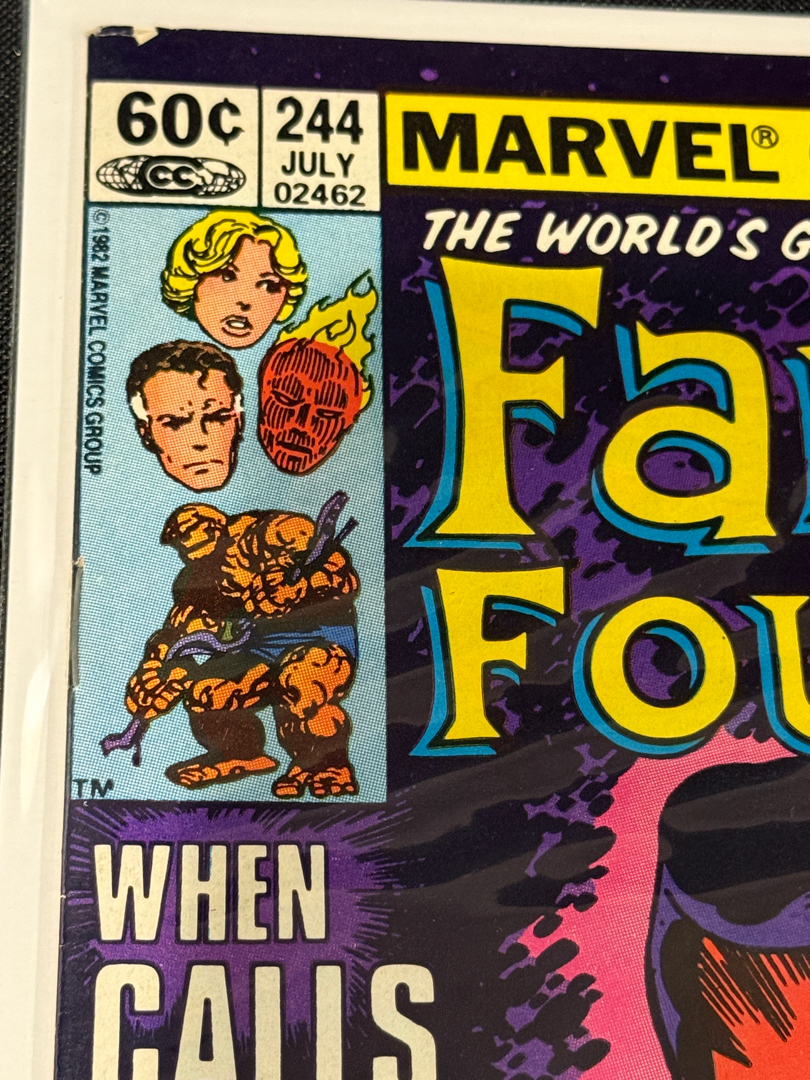 60¢
CC
244
JULY
02462
MARVEL®
THE WORLD'S G
© 1982 MARVEL COMICS GROUP
Fa
Fou
TM
WHEN
CALLS